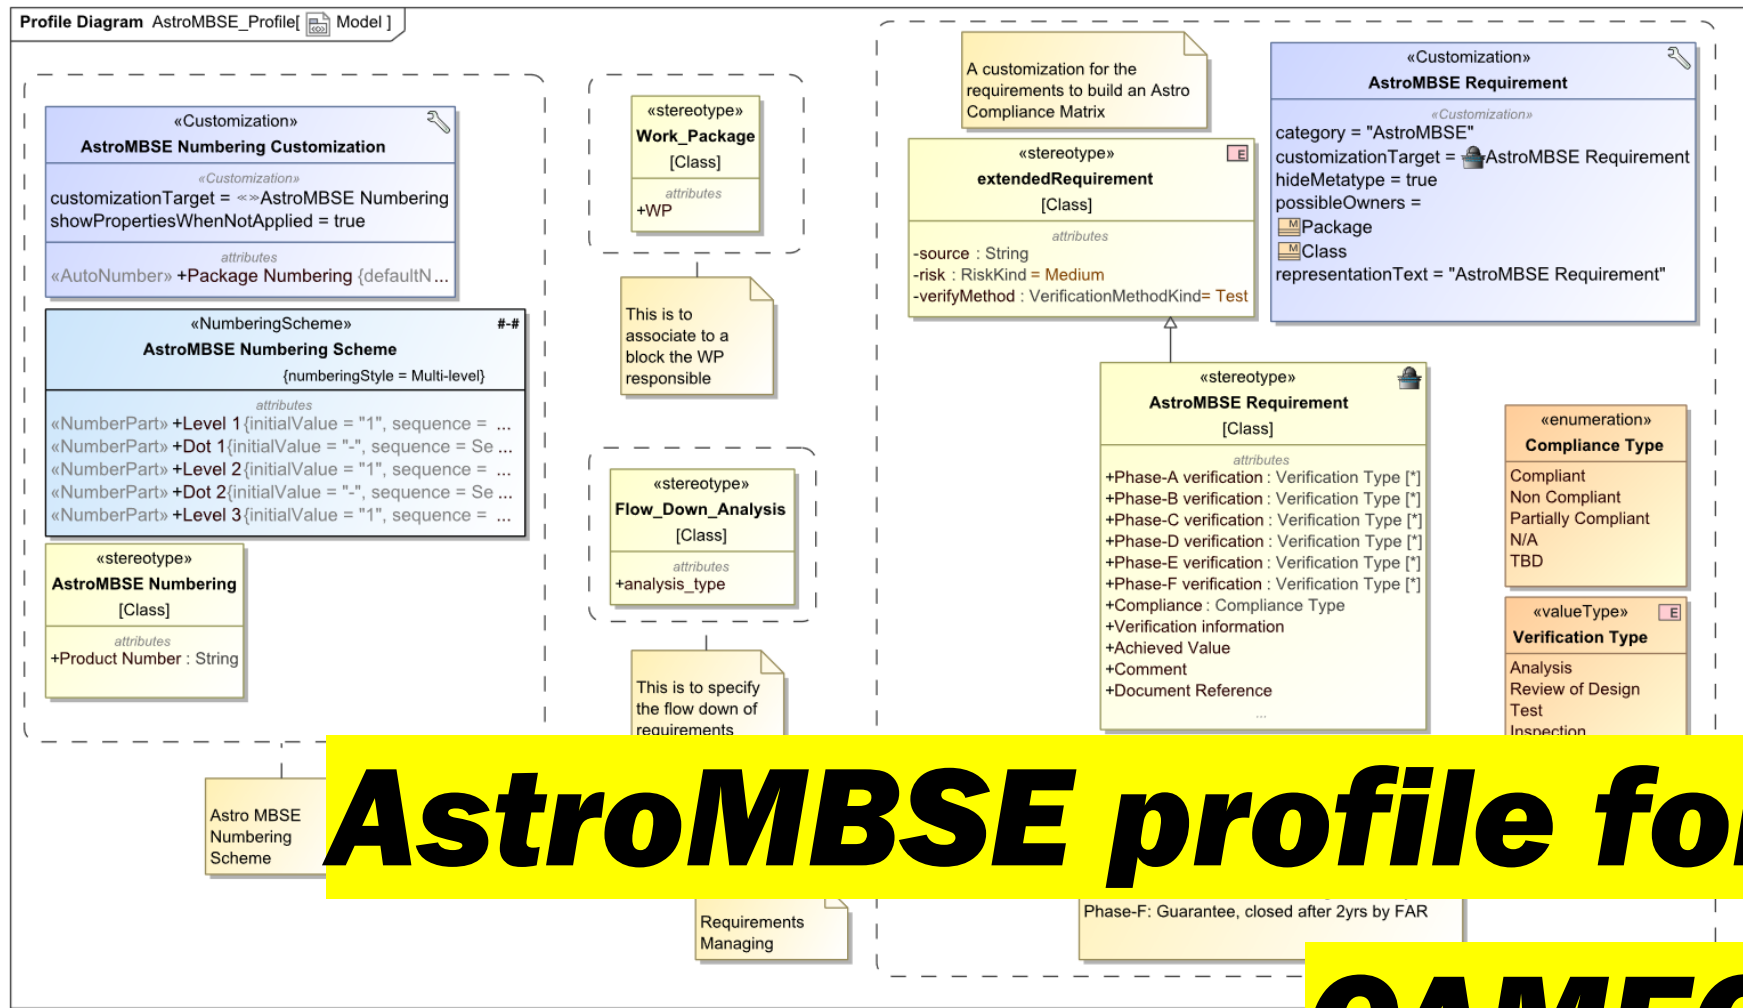 Profile Diagram AstroMBSE_Profile[ Model ]
«Customization»
AstroMBSE Numbering Customization
«Customization»
customizationTarget = «»AstroMBSE Numbering
showPropertiesWhenNotApplied = true
attributes
«AutoNumber» +Package Numbering {defaultN...
«NumberingScheme» #-#
AstroMBSE Numbering Scheme
{numberingStyle = Multi-level}
attributes
«NumberPart» +Level 1{initialValue = "1", sequence = ...
«NumberPart» +Dot 1{initialValue = "-", sequence = Se ...
«NumberPart» +Level 2{initialValue = "1", sequence = ...
«NumberPart» +Dot 2{initialValue = "-", sequence = Se ...
«NumberPart» +Level 3{initialValue = "1", sequence = ...
«stereotype»
AstroMBSE Numbering
[Class]
attributes
+Product Number : String
Astro MBSE
Numbering
Scheme
«stereotype»
Work_Package
[Class]
attributes
+WP
This is to
associate to a
block the WP
responsible
«stereotype»
Flow_Down_Analysis
[Class]
attributes
+analysis_type
This is to specify
the flow down of
requirements
Requirements
Managing
A customization for the
requirements to build an Astro
Compliance Matrix
«stereotype» E
extendedRequirement
[Class]
attributes
-source : String
-risk : RiskKind = Medium
-verifyMethod : VerificationMethodKind= Test
«Customization»
AstroMBSE Requirement
«Customization»
category = "AstroMBSE"
customizationTarget = AstroMBSE Requirement
hideMetatype = true
possibleOwners =
M Package
M Class
representationText = "AstroMBSE Requirement"
«stereotype»
AstroMBSE Requirement
[Class]
attributes
+Phase-A verification : Verification Type [*]
+Phase-B verification : Verification Type [*]
+Phase-C verification : Verification Type [*]
+Phase-D verification : Verification Type [*]
+Phase-E verification : Verification Type [*]
+Phase-F verification : Verification Type [*]
+Compliance : Compliance Type
+Verification information
+Achieved Value
+Comment
+Document Reference
...
«enumeration»
Compliance Type
Compliant
Non Compliant
Partially Compliant
N/A
TBD
«valueType» E
Verification Type
Analysis
Review of Design
Test
Inspection
Phase-F: Guarantee, closed after 2yrs by FAR
AstroMBSE profile for